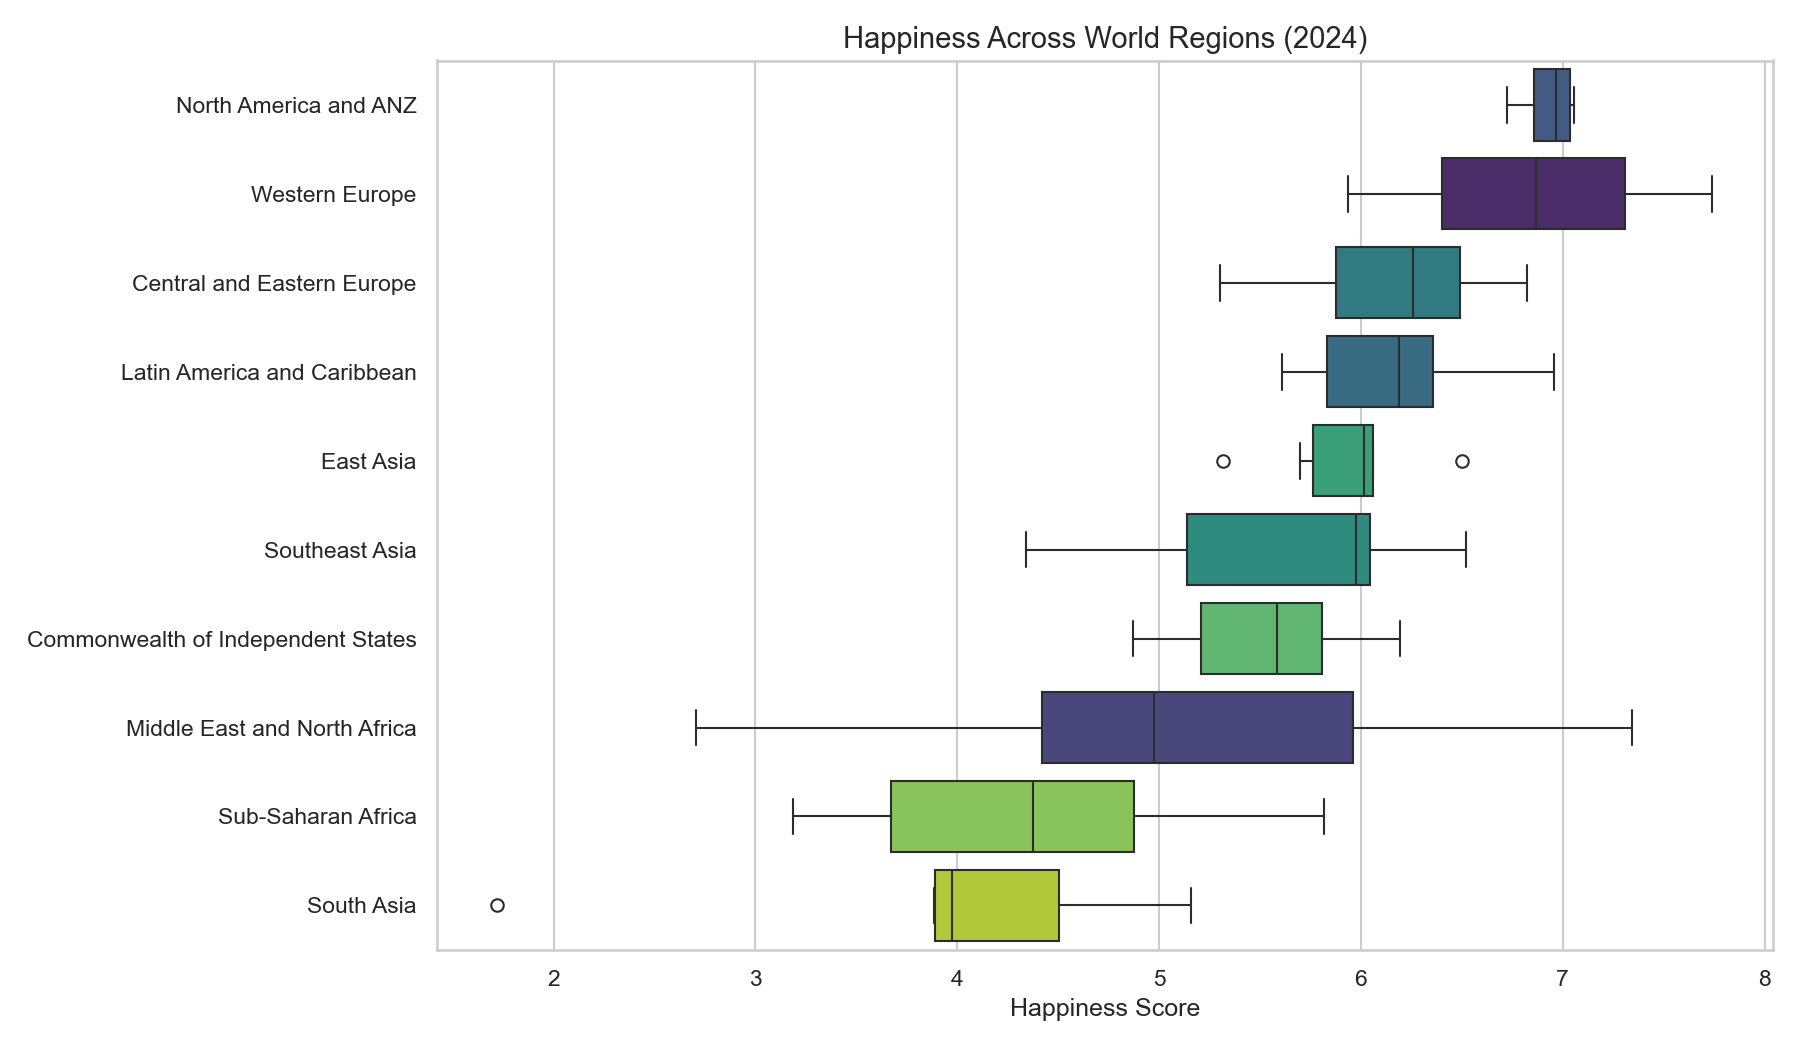 Happiness Across World Regions (2024)
North America and ANZ
Western Europe
Central and Eastern Europe
Latin America and Caribbean
East Asia
Southeast Asia
Commonwealth of Independent States
Middle East and North Africa
Sub-Saharan Africa
South Asia
2 3 4 5 6 7 8
Happiness Score